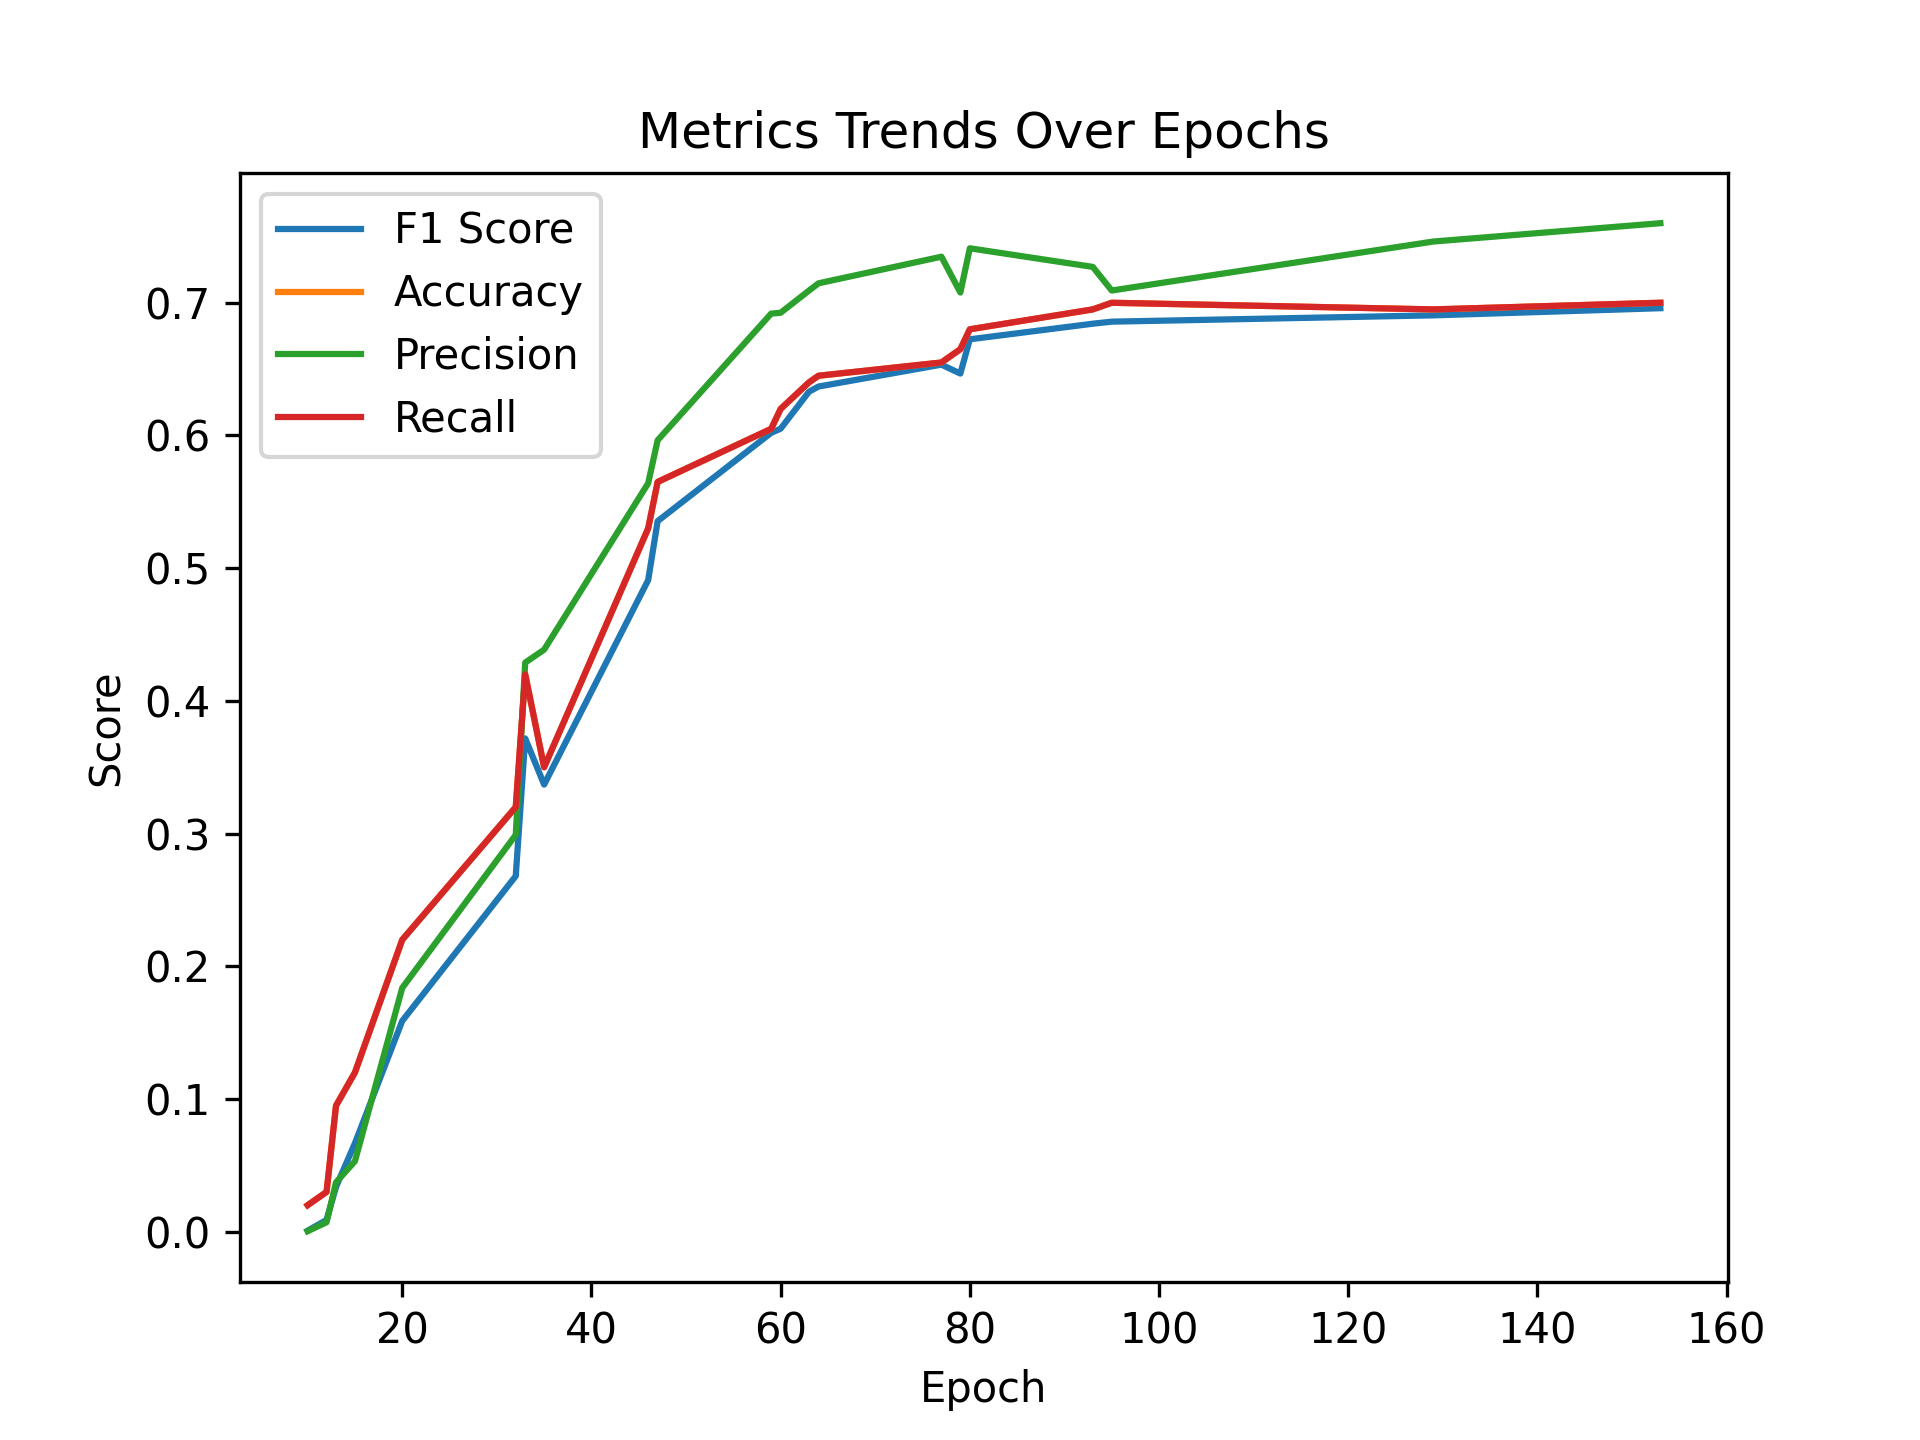 Metrics Trends Over Epochs
F1 Score
Accuracy
Precision
Recall
0.7
0.6
0.5
0.4
0.3
0.2
0.1
0.0
Score
20 40 60 80 100 120 140 160
Epoch